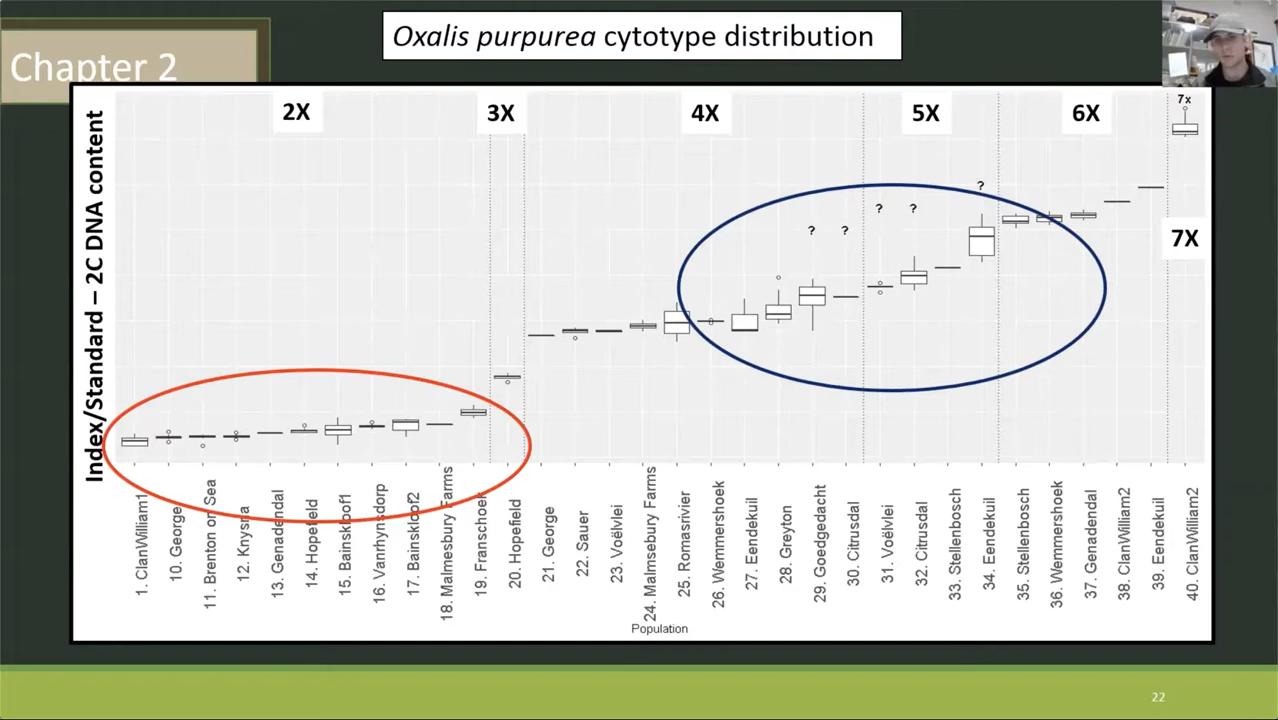 Oxalis purpurea cytotype distribution
Chapter 2
2X
3X
4X
5X
6X
7x
7X
?
?
?
?
?
Index/Standard – 2C DNA content
1. ClanWilliam1
10. George
11. Brenton on Sea
12. Knysna
13. Genadendal
14. Hopefield
15. Bainskloof1
16. Vanrhynsdorp
17. Bainskloof2
18. Malmesbury Farms
19. Franschoek
20. Hopefield
21. George
22. Sauer
23. Voëlvlei
24. Malmsebury Farms
25. Romasrivier
26. Wemmershoek
27. Eendekuil
28. Greyton
29. Goedgedacht
30. Citrusdal
31. Voëlvlei
32. Citrusdal
33. Stellenbosch
34. Eendekuil
35. Stellenbosch
36. Wemmershoek
37. Genadendal
38. ClanWilliam2
39. Eendekuil
40. ClanWilliam2
Population
22